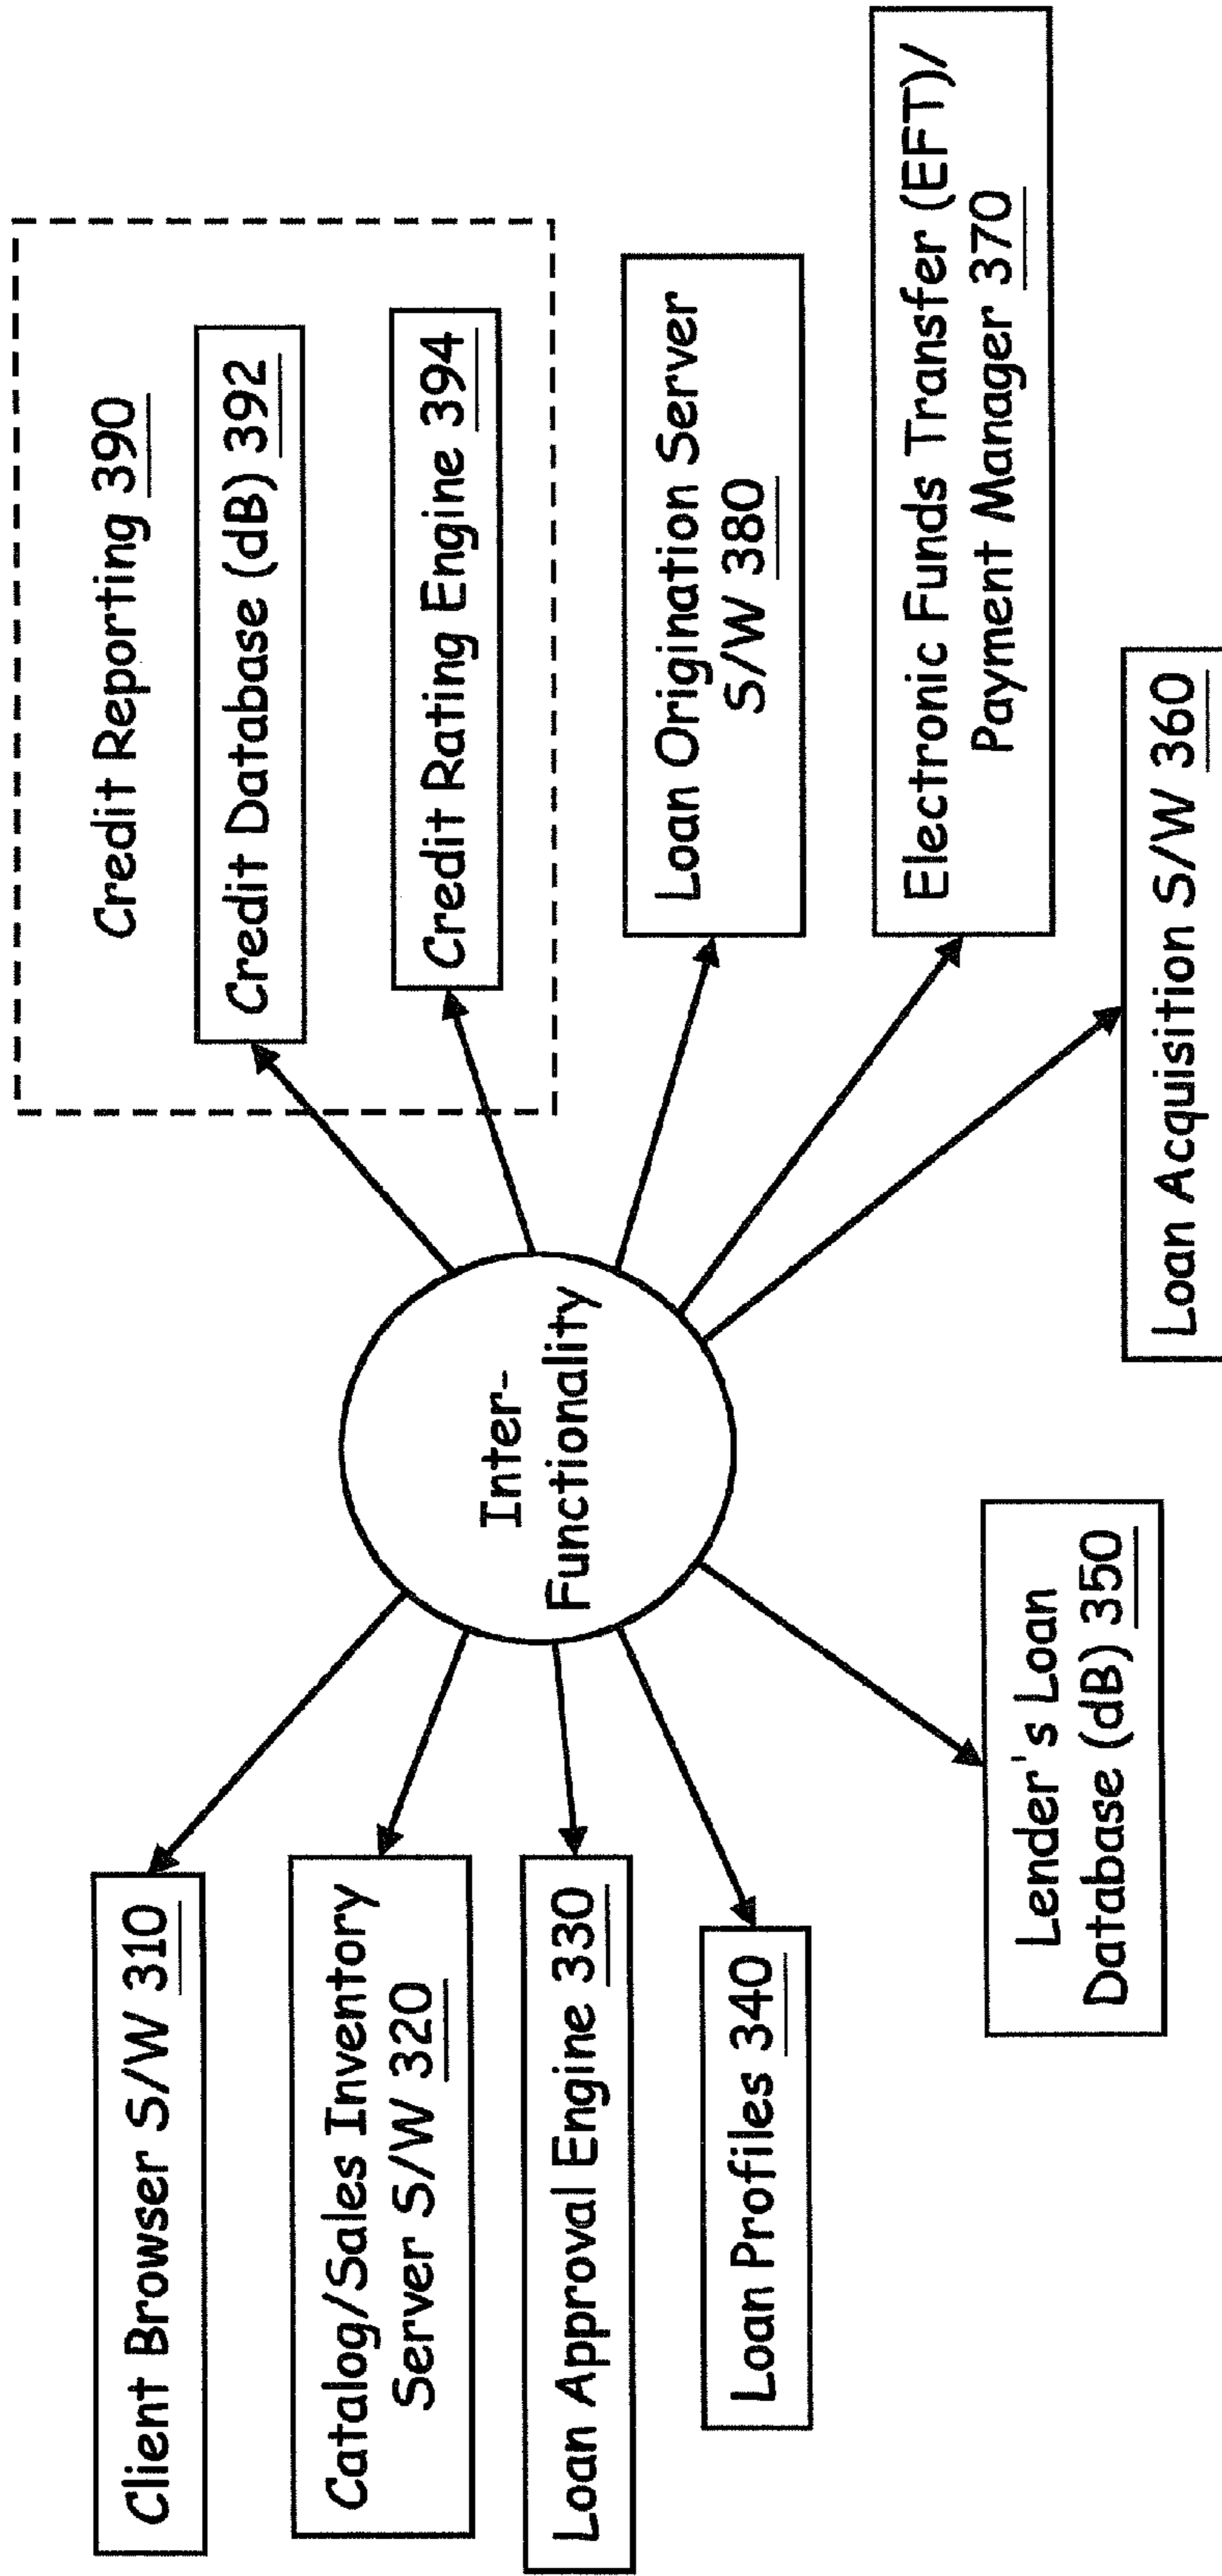 Client Browser S/W 310
Catalog/Sales Inventory
Server S/W 320
Loan Approval Engine 330
Loan Profiles 340
Lender's Loan
Database (dB) 350
Inter-
Functionality
Credit Reporting 390
Credit Database (dB) 392
Credit Rating Engine 394
Loan Origination Server
S/W 380
Electronic Funds Transfer (EFT)/
Payment Manager 370
Loan Acquisition S/W 360